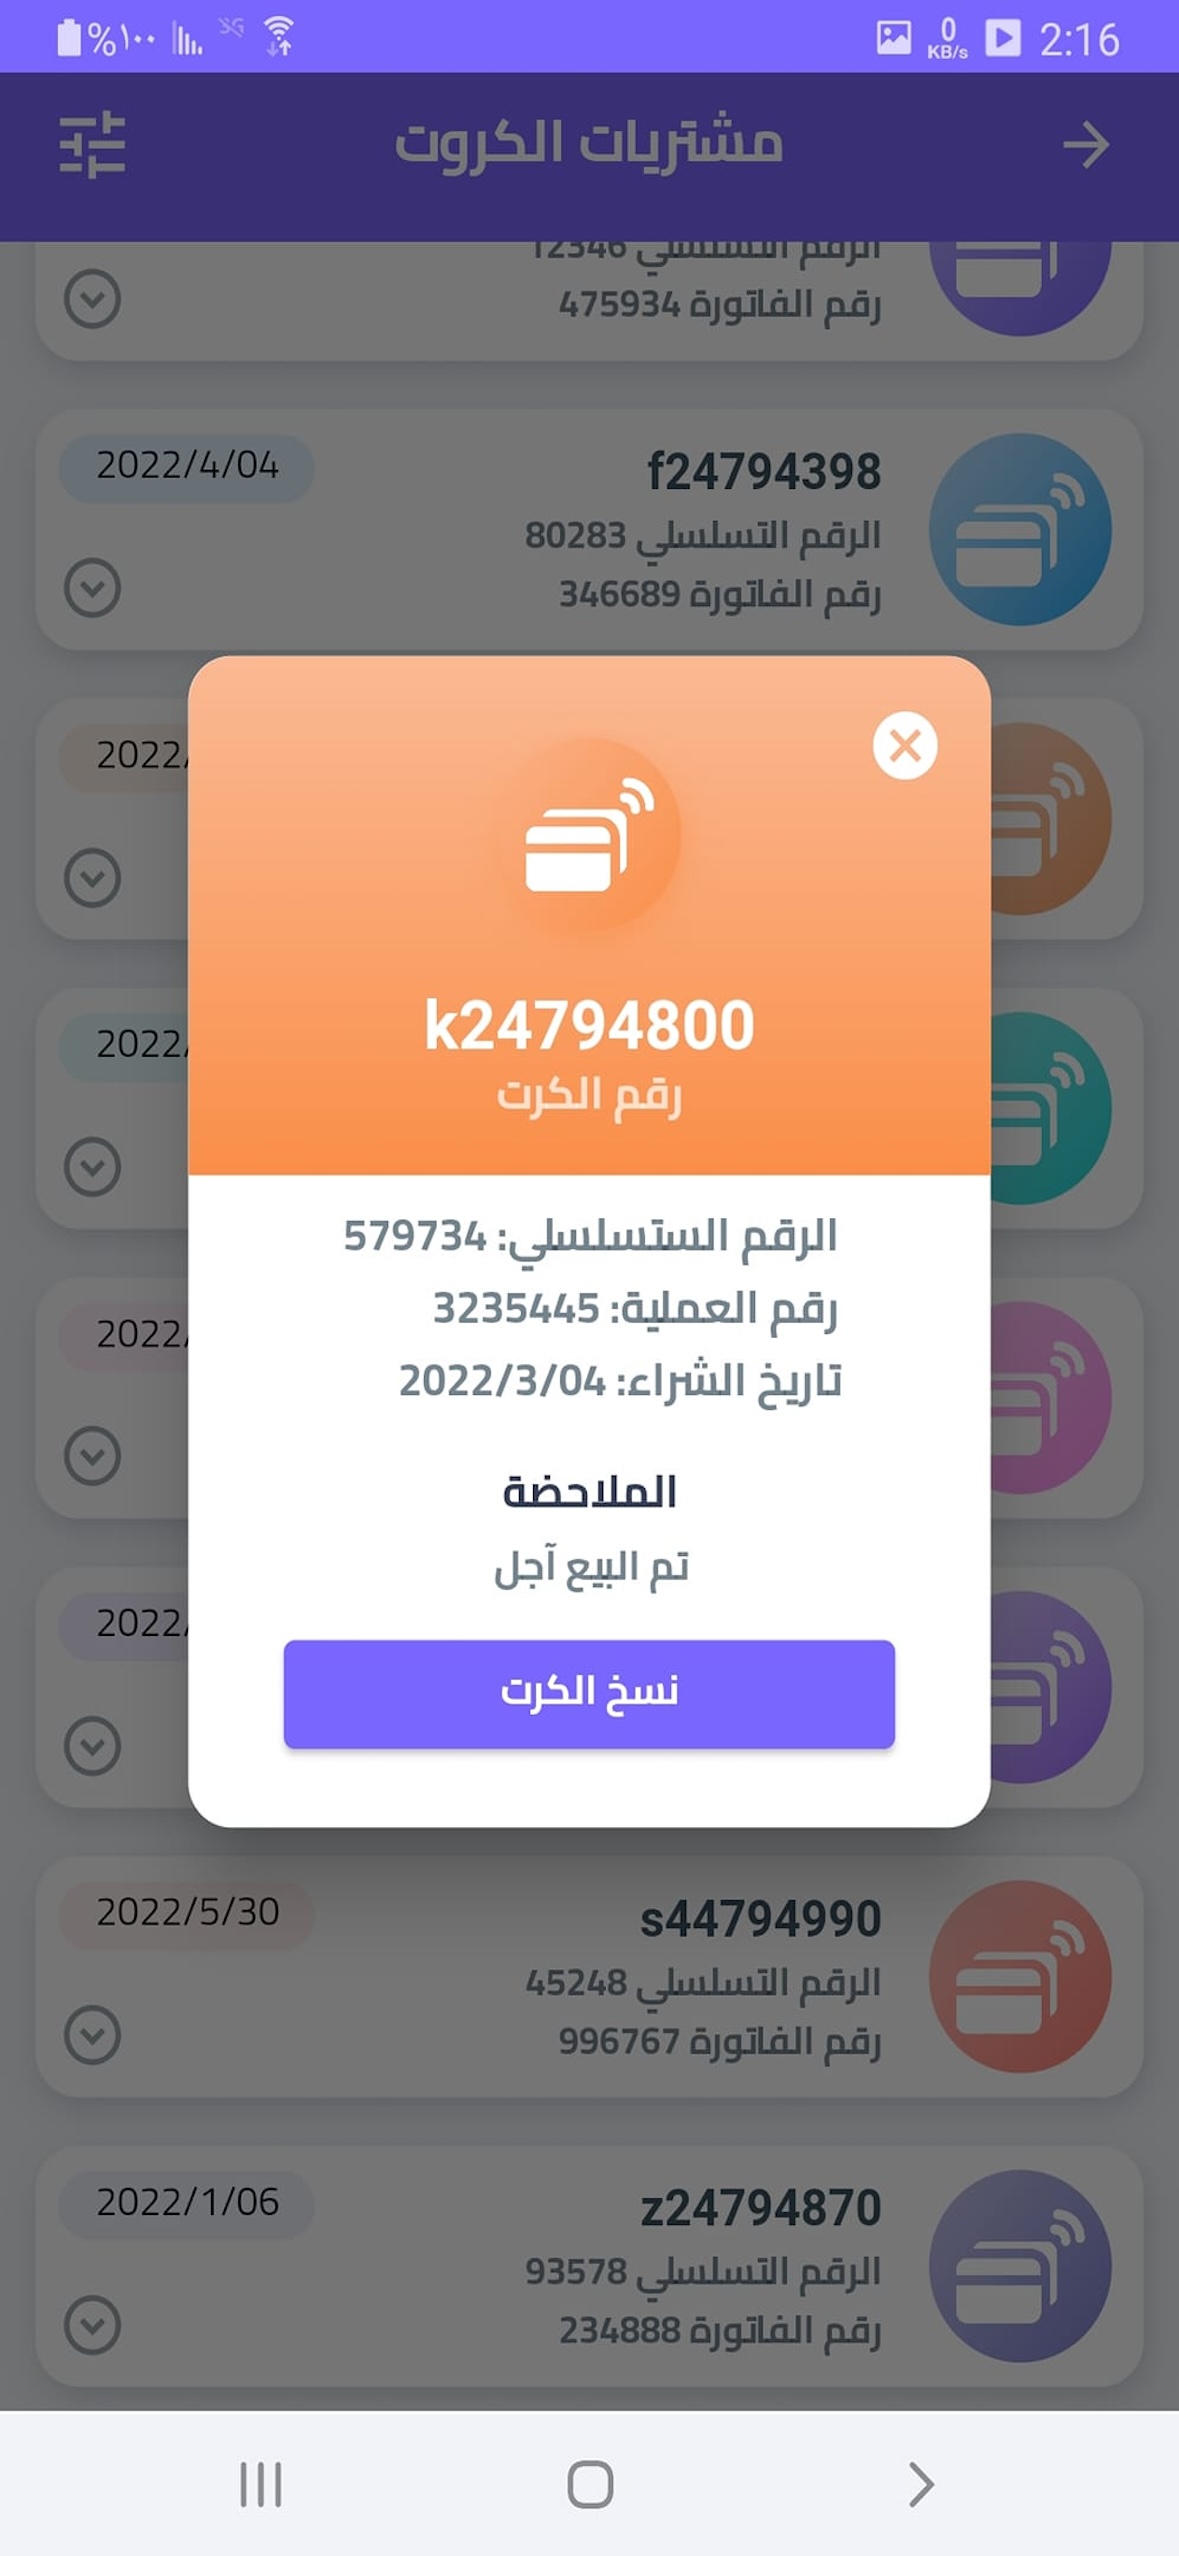 2:16
0
KB/s
3G
%١٠٠
مشتريات الكروت
الرقم التسلسلي 12346
رقم الفاتورة 475934
f24794398
2022/4/04
الرقم التسلسلي 80283
رقم الفاتورة 346689
2022/
k24794800
رقم الكرت
2022/
الرقم الستسلسلي: 579734
رقم العملية: 3235445
2022/
تاريخ الشراء: 2022/3/04
الملاحضة
تم البيع آجل
2022/
نسخ الكرت
s44794990
2022/5/30
الرقم التسلسلي 45248
رقم الفاتورة 996767
z24794870
2022/1/06
الرقم التسلسلي 93578
رقم الفاتورة 234888